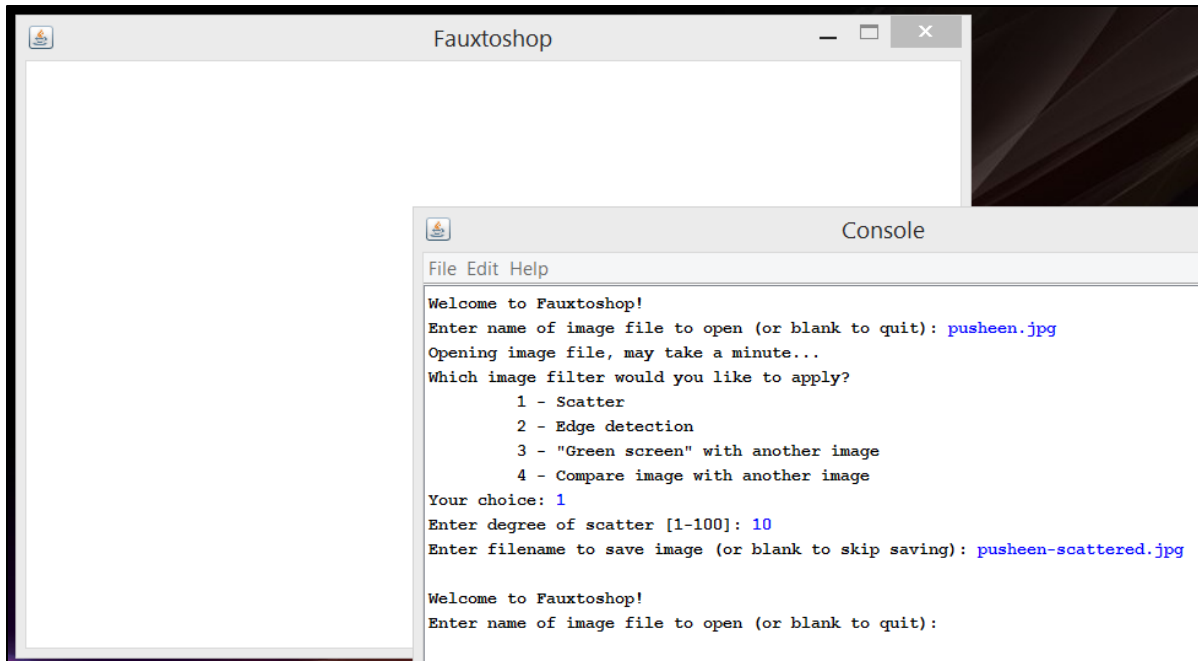 Fauxtoshop
Console
File Edit Help
Welcome to Fauxtoshop!
Enter name of image file to open (or blank to quit): pusheen.jpg
Opening image file, may take a minute...
Which image filter would you like to apply?
1 - Scatter
2 - Edge detection
3 - "Green screen" with another image
4 - Compare image with another image
Your choice: 1
Enter degree of scatter [1-100]: 10
Enter filename to save image (or blank to skip saving): pusheen-scattered.jpg
Welcome to Fauxtoshop!
Enter name of image file to open (or blank to quit):